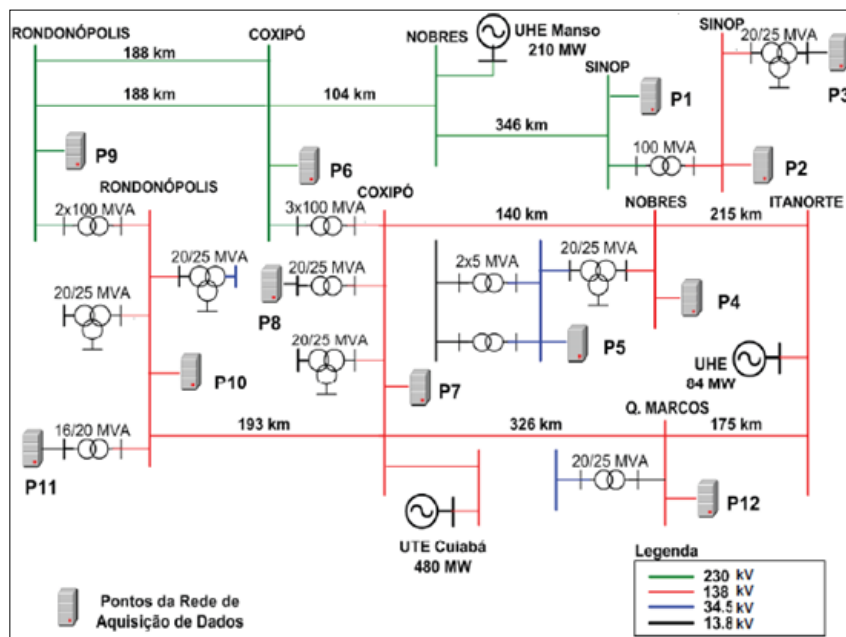 RONDONÓPOLIS
COXIPÓ
NOBRES
UHE Manso
210 MW
SINOP
20/25 MVA
P3
188 km
188 km
104 km
SINOP
P1
346 km
100 MVA
P2
P9
P6
RONDONÓPOLIS
COXIPÓ
2x100 MVA
3x100 MVA
140 km
NOBRES
215 km
ITANORTE
20/25 MVA
20/25 MVA
P8
2x5 MVA
20/25 MVA
P4
20/25 MVA
20/25 MVA
P5
UHE
84 MW
P10
P7
16/20 MVA
P11
193 km
326 km
Q. MARCOS
175 km
20/25 MVA
P12
UTE Cuiabá
480 MW
Pontos da Rede de
Aquisição de Dados
Legenda
230 kV
138 kV
34.5 kV
13.8 kV